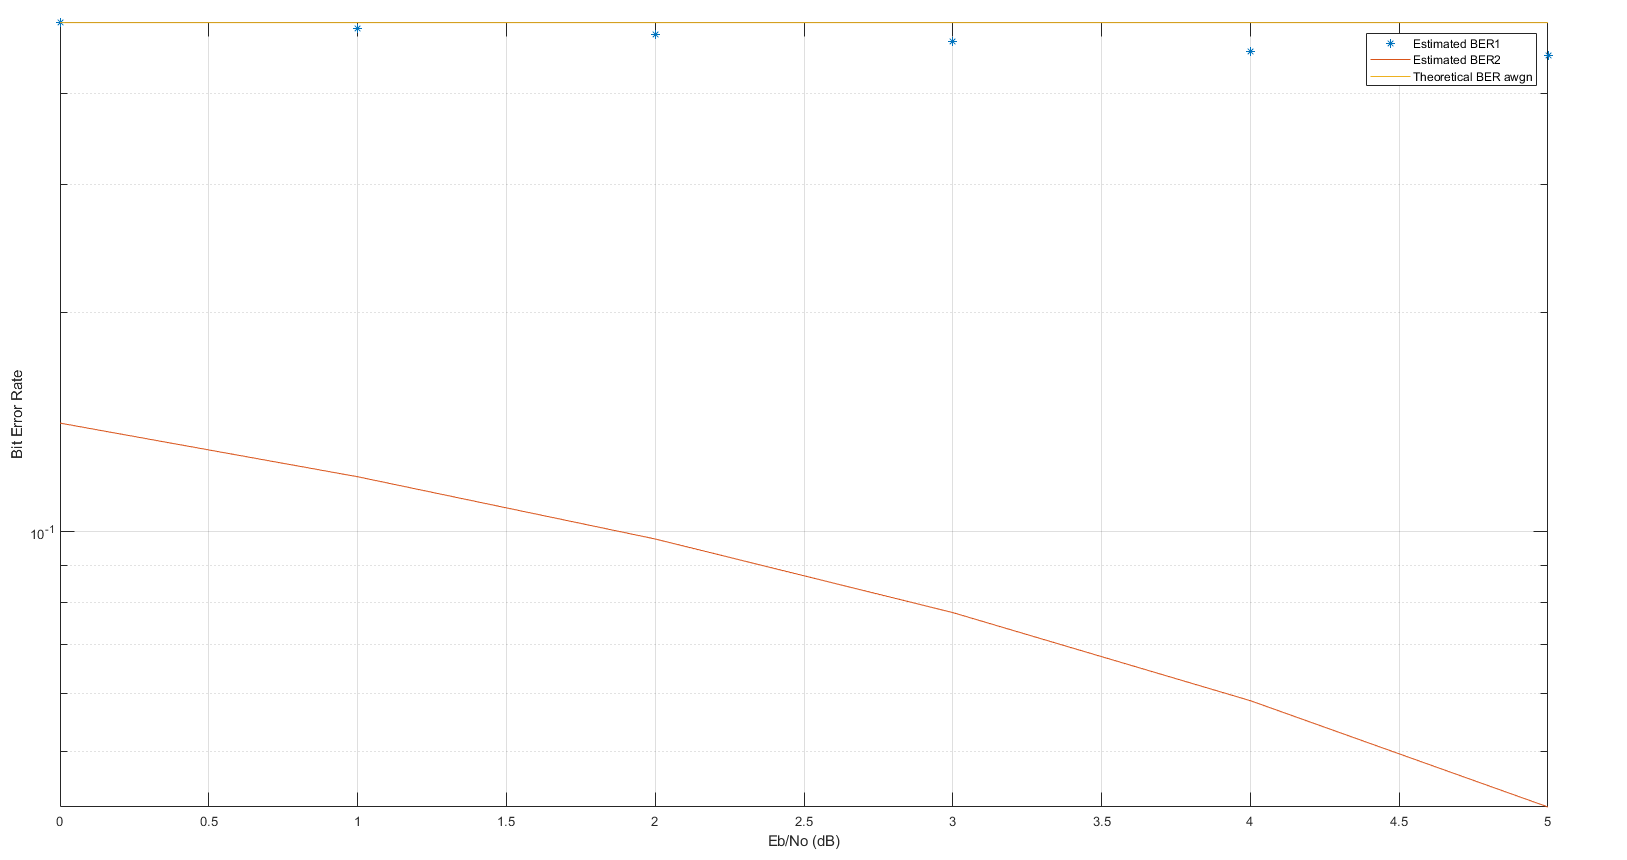 Estimated BER1
Estimated BER2
Theoretical BER awgn
Bit Error Rate
10^-1
0 0.5 1 1.5 2 2.5 3 3.5 4 4.5 5
Eb/No (dB)